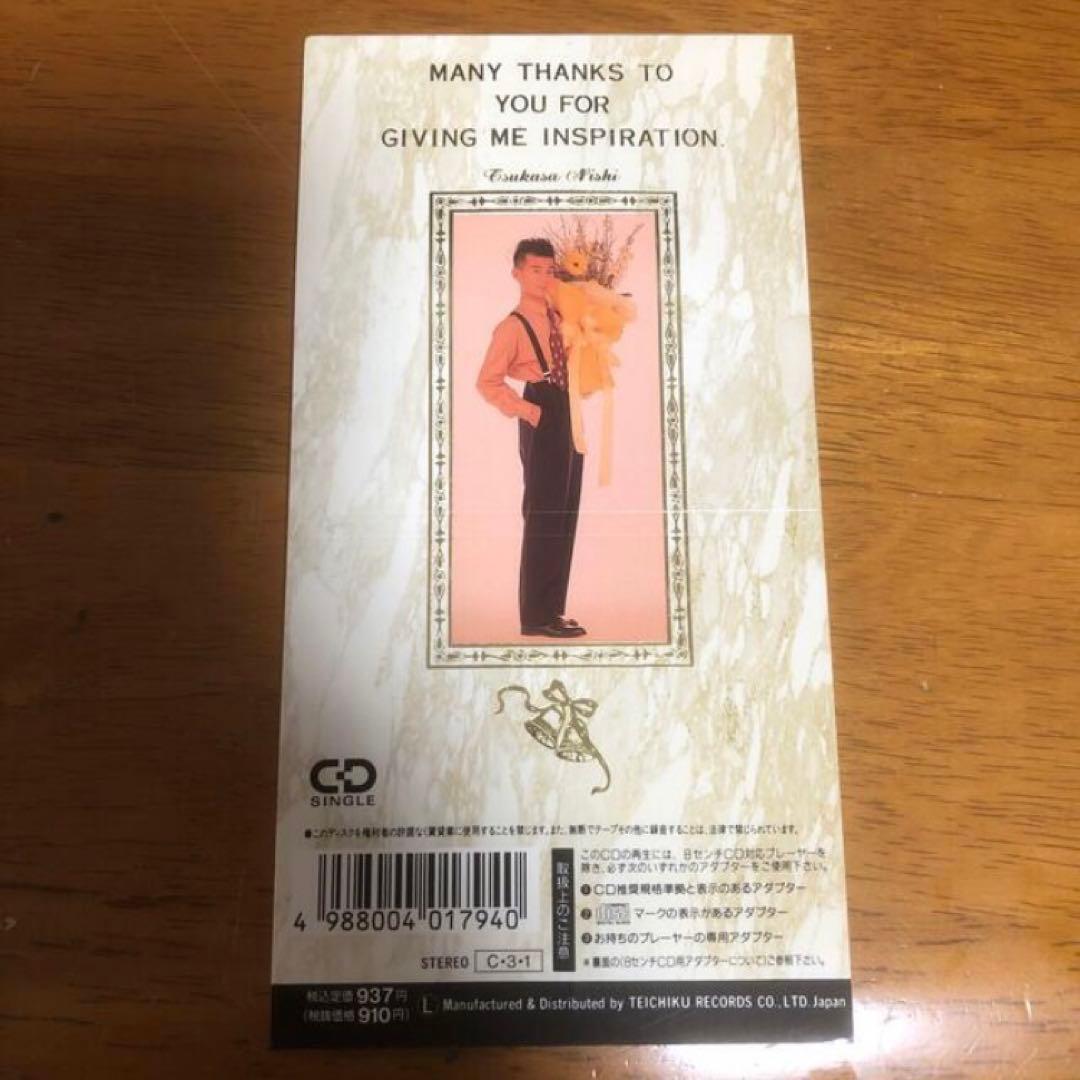 MANY THANKS TO
YOU FOR
GIVING ME INSPIRATION.
Tsukasa Nishi
CD
SINGLE
●このディスクを権利者の許諾なく賃貸業に使用することを禁じます。また、無断でテープその他に録音することは、法律で禁じられています。
4 988004 017940
STEREO C・3・1
取扱上のご注意
このCDの再生には、8センチCD対応プレーヤーを
除き、必ず次のいずれかのアダプターをご使用下さい。
❶CD推奨規格準拠と表示のあるアダプター
❷ マークの表示があるアダプター
❸お持ちのプレーヤーの専用アダプター
*裏面の(8センチCD用アダプターについて)ご参照下さい。
税込定価937円
(税抜価格910円)
L Manufactured & Distributed by TEICHIKU RECORDS CO., LTD. Japan